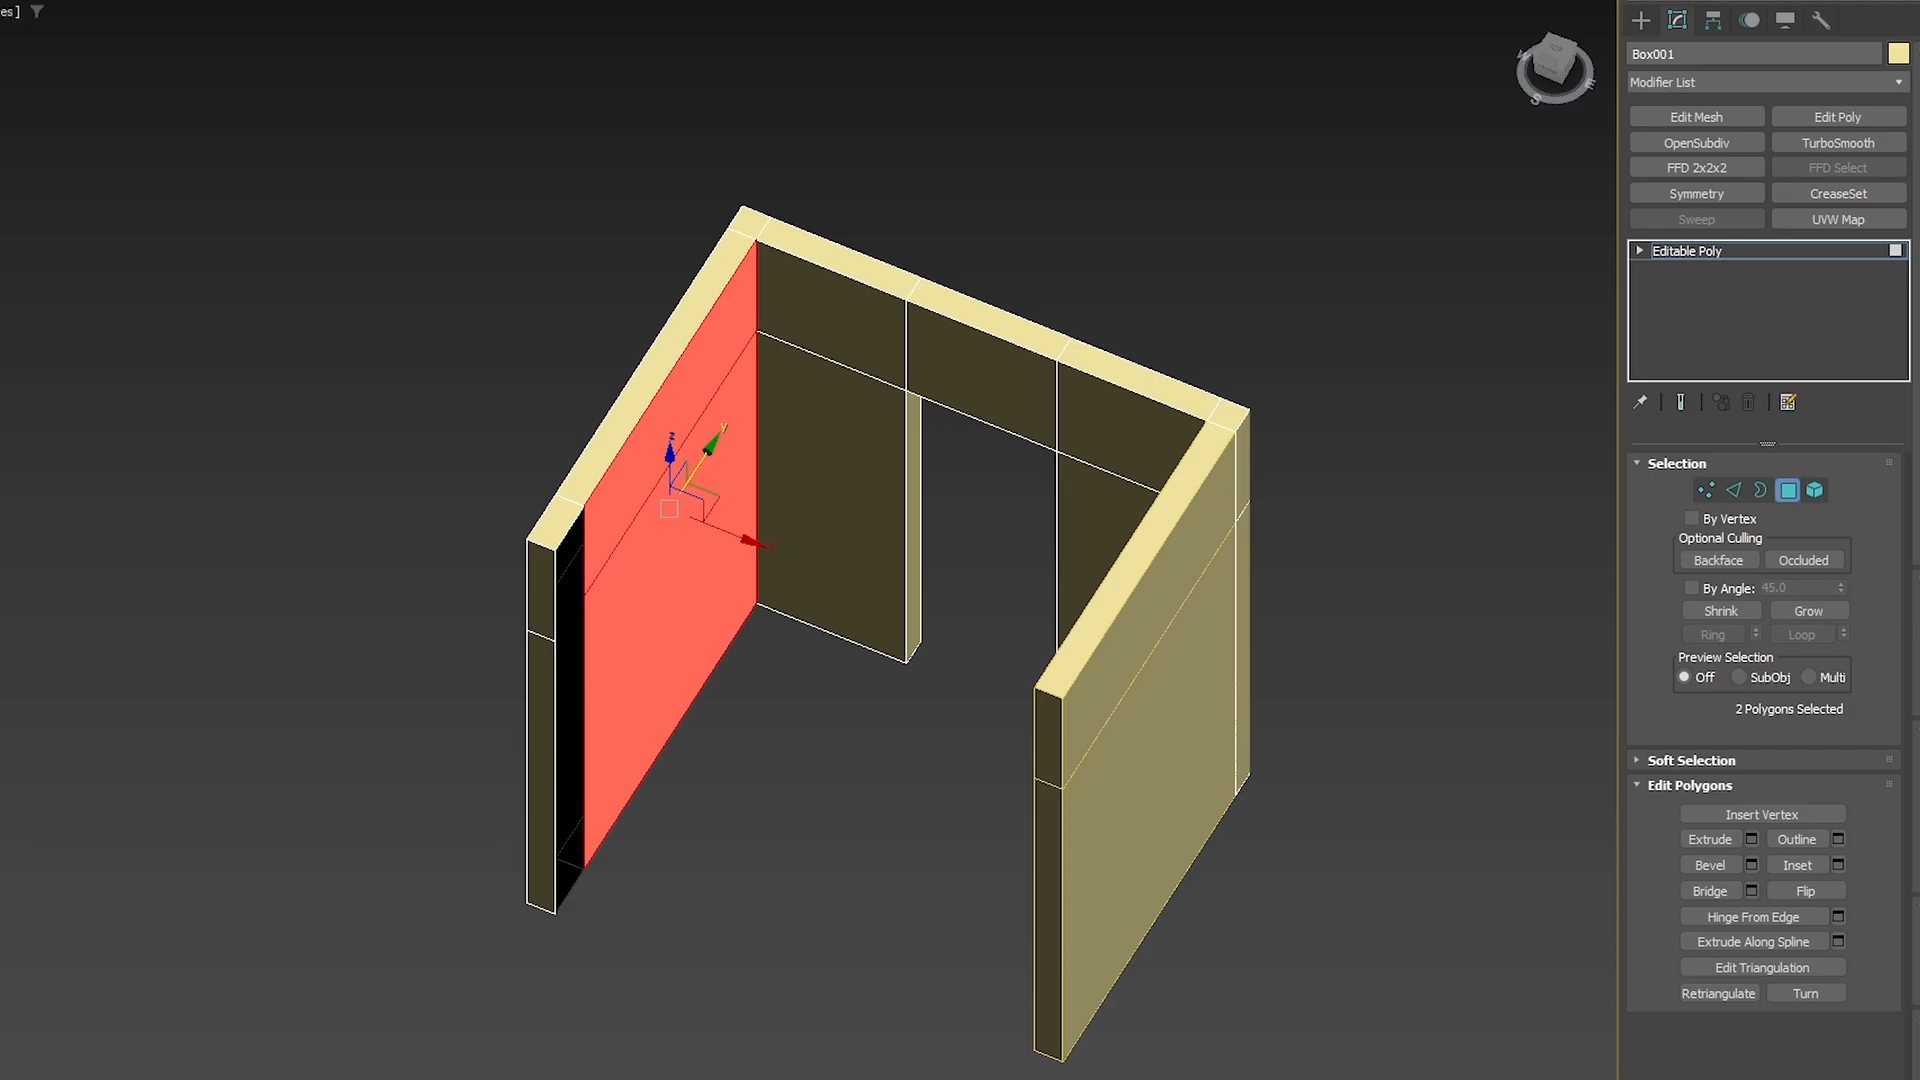 es ]
W
S
E
TOP
y
z
Box001
Modifier List
Edit Mesh
Edit Poly
OpenSubdiv
TurboSmooth
FFD 2x2x2
FFD Select
Symmetry
CreaseSet
Sweep
UVW Map
Editable Poly
Selection
By Vertex
Optional Culling
Backface
Occluded
By Angle: 45.0
Shrink
Grow
Ring
Loop
Preview Selection
Off
SubObj
Multi
2 Polygons Selected
Soft Selection
Edit Polygons
Insert Vertex
Extrude
Outline
Bevel
Inset
Bridge
Flip
Hinge From Edge
Extrude Along Spline
Edit Triangulation
Retriangulate
Turn